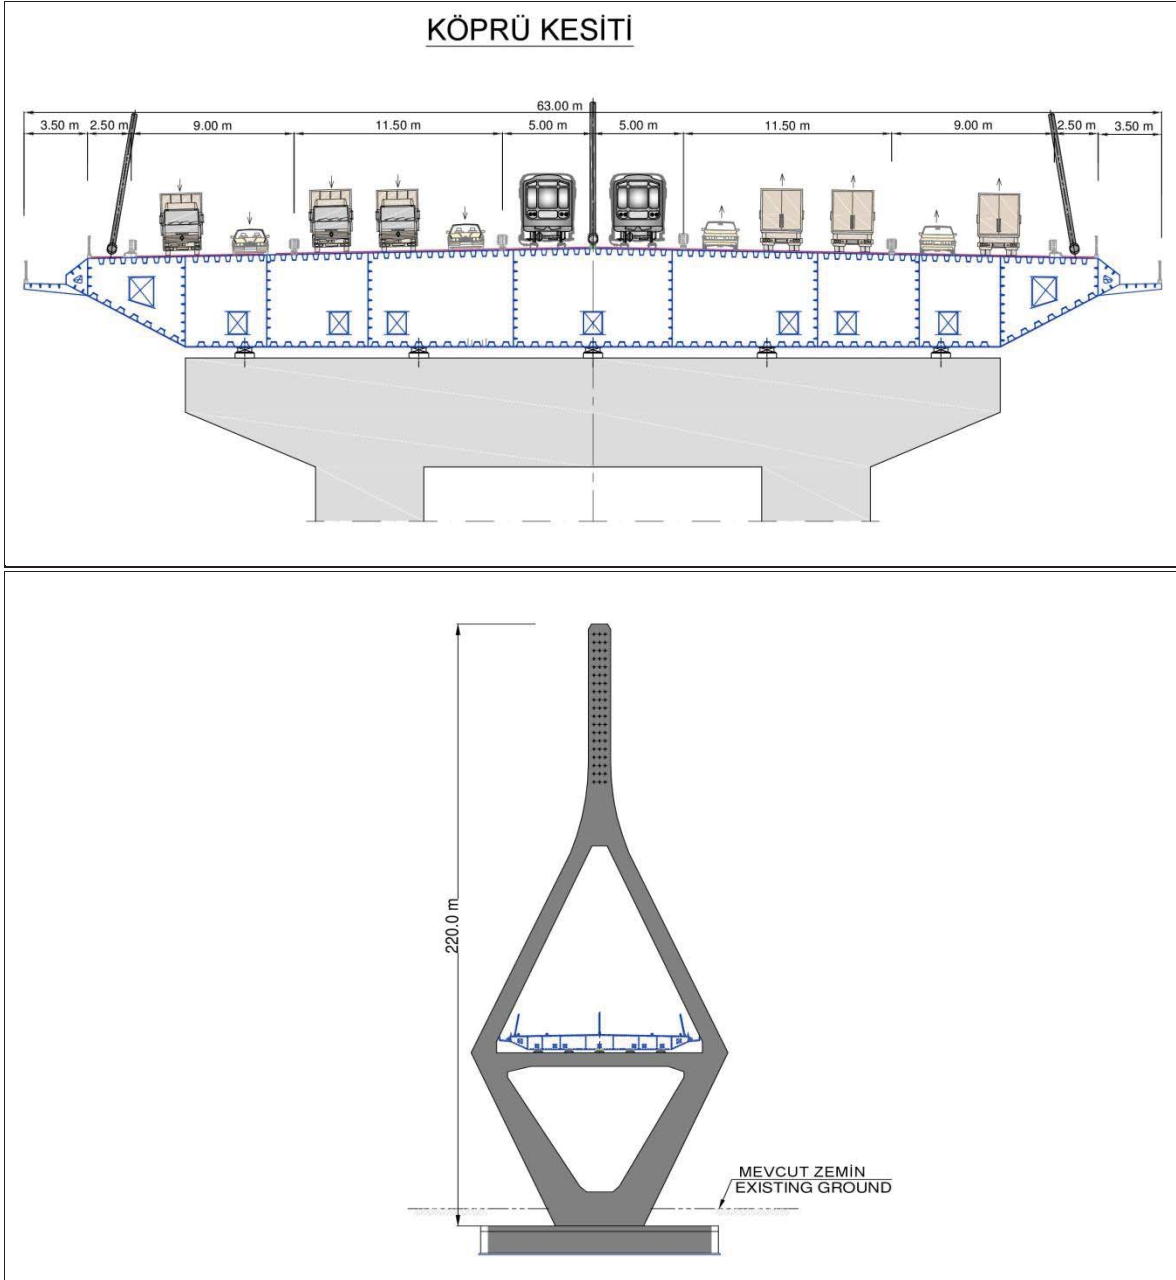 KÖPRÜ KESİTİ
63.00 m
3.50 m 2.50 m 9.00 m 11.50 m 5.00 m 5.00 m 11.50 m 9.00 m 2.50 m 3.50 m
220.0 m
MEVCUT ZEMİN
EXISTING GROUND